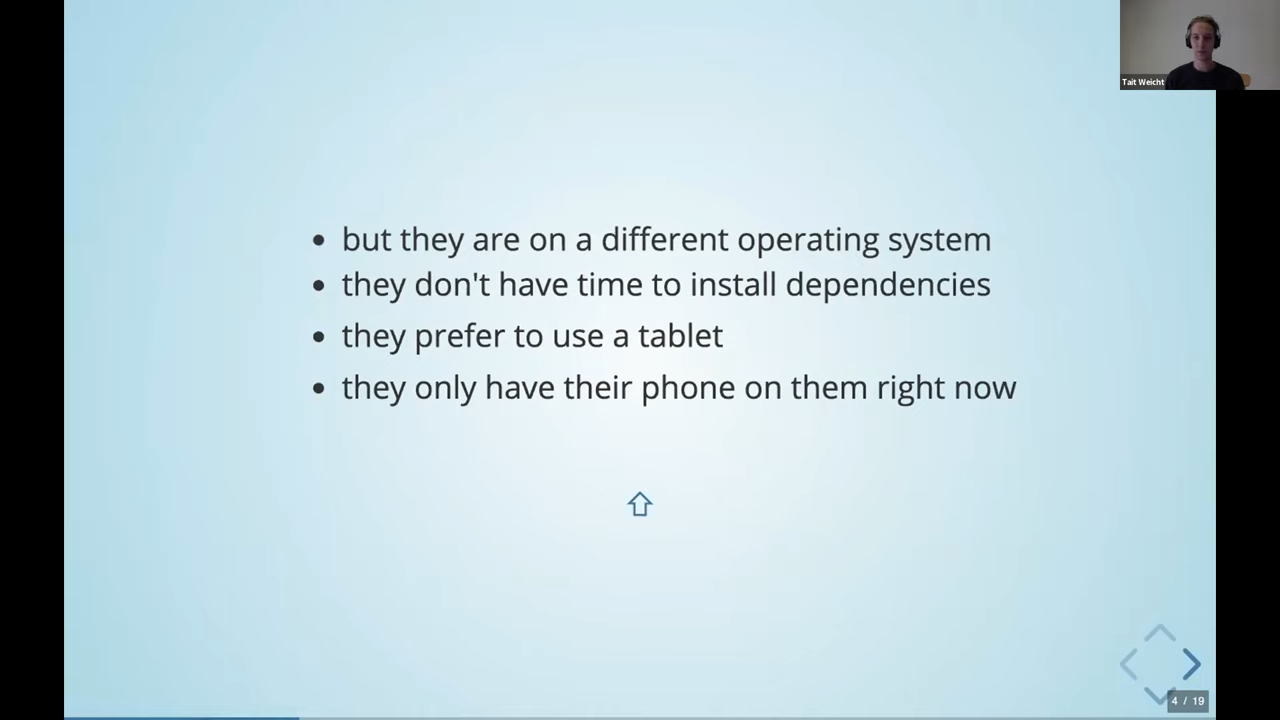 Tait Weicht
but they are on a different operating system
they don't have time to install dependencies
they prefer to use a tablet
they only have their phone on them right now
4 / 19